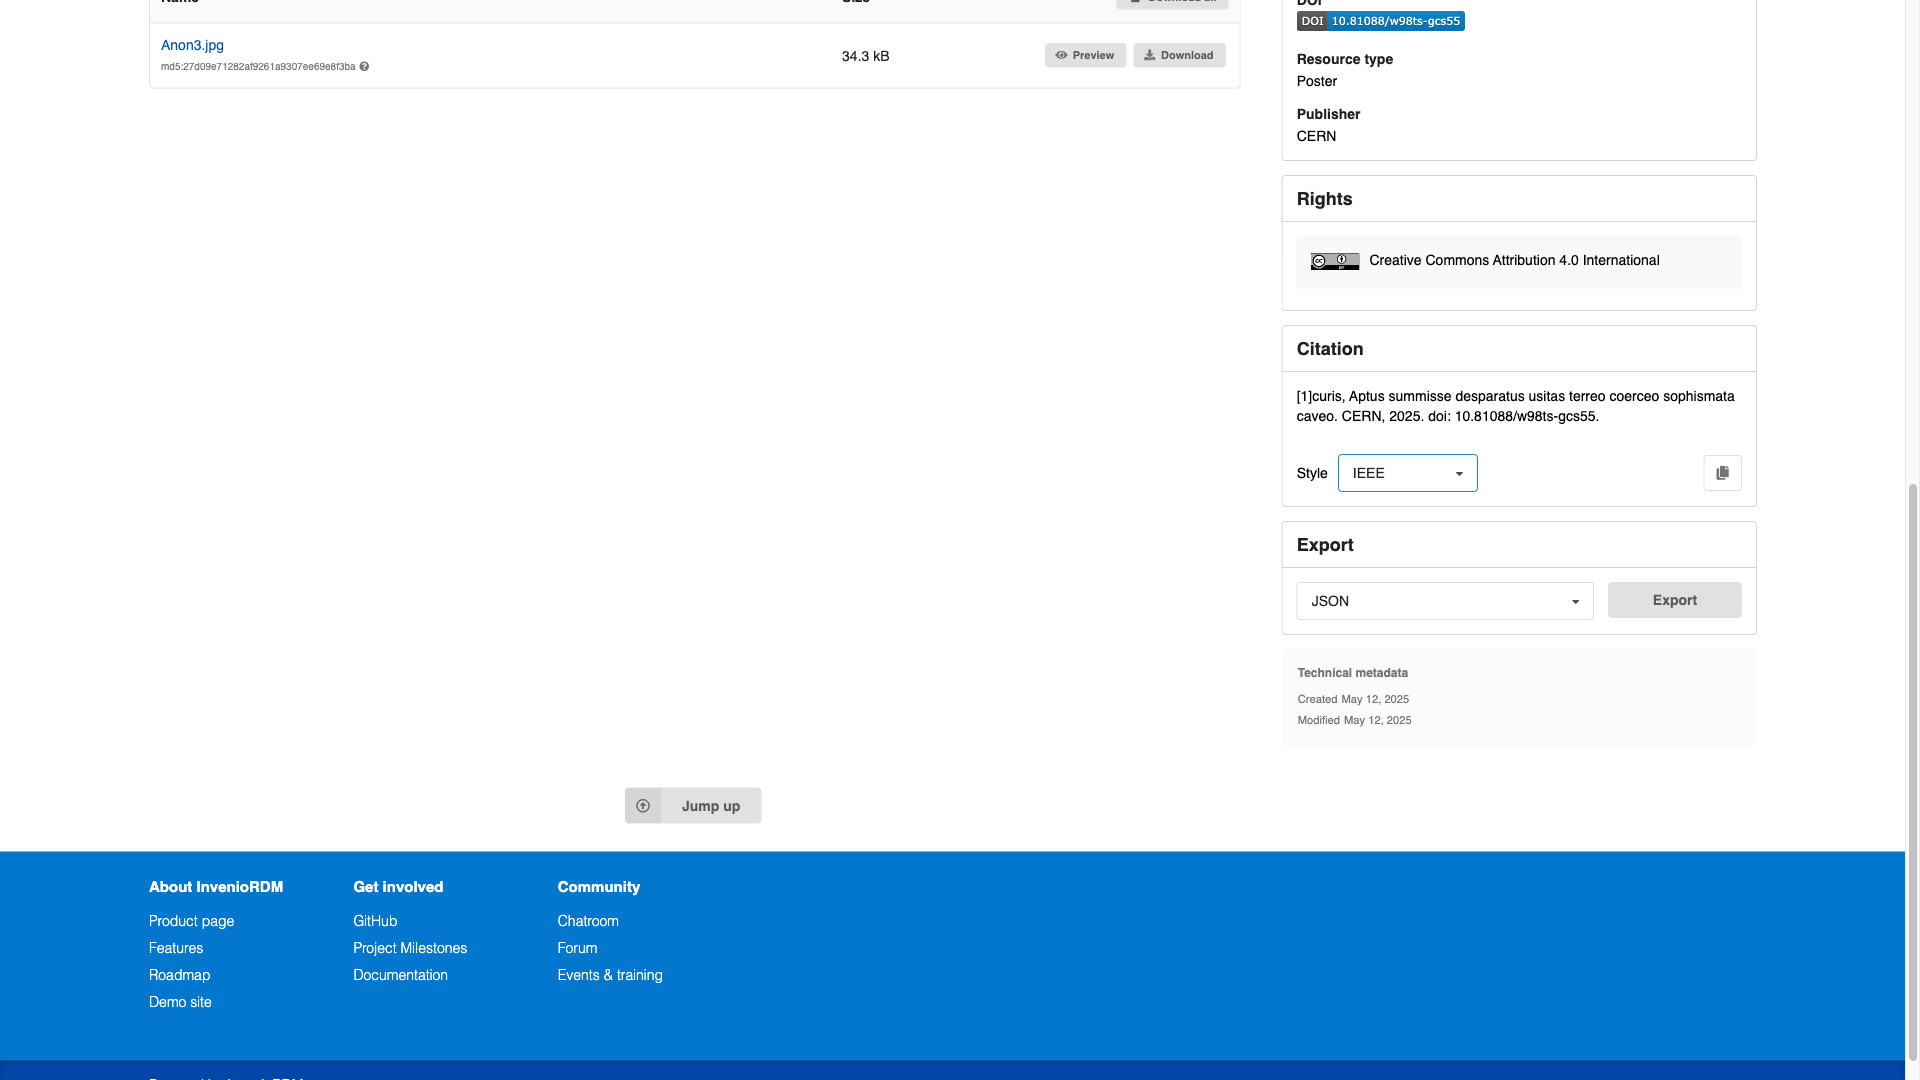 Anon3.jpg
md5:27d09e71282af9261a9307ee69e8f3ba
34.3 kB
Preview
Download
DOI
DOI 10.81088/w98ts-gcs55
Resource type
Poster
Publisher
CERN
Rights
Creative Commons Attribution 4.0 International
Citation
[1]curis, Aptus summisse desparatus usitas terreo coerceo sophismata
caveo. CERN, 2025. doi: 10.81088/w98ts-gcs55.
Style
IEEE
Export
JSON
Export
Technical metadata
Created May 12, 2025
Modified May 12, 2025
Jump up
About InvenioRDM
Product page
Features
Roadmap
Demo site
Get involved
GitHub
Project Milestones
Documentation
Community
Chatroom
Forum
Events & training